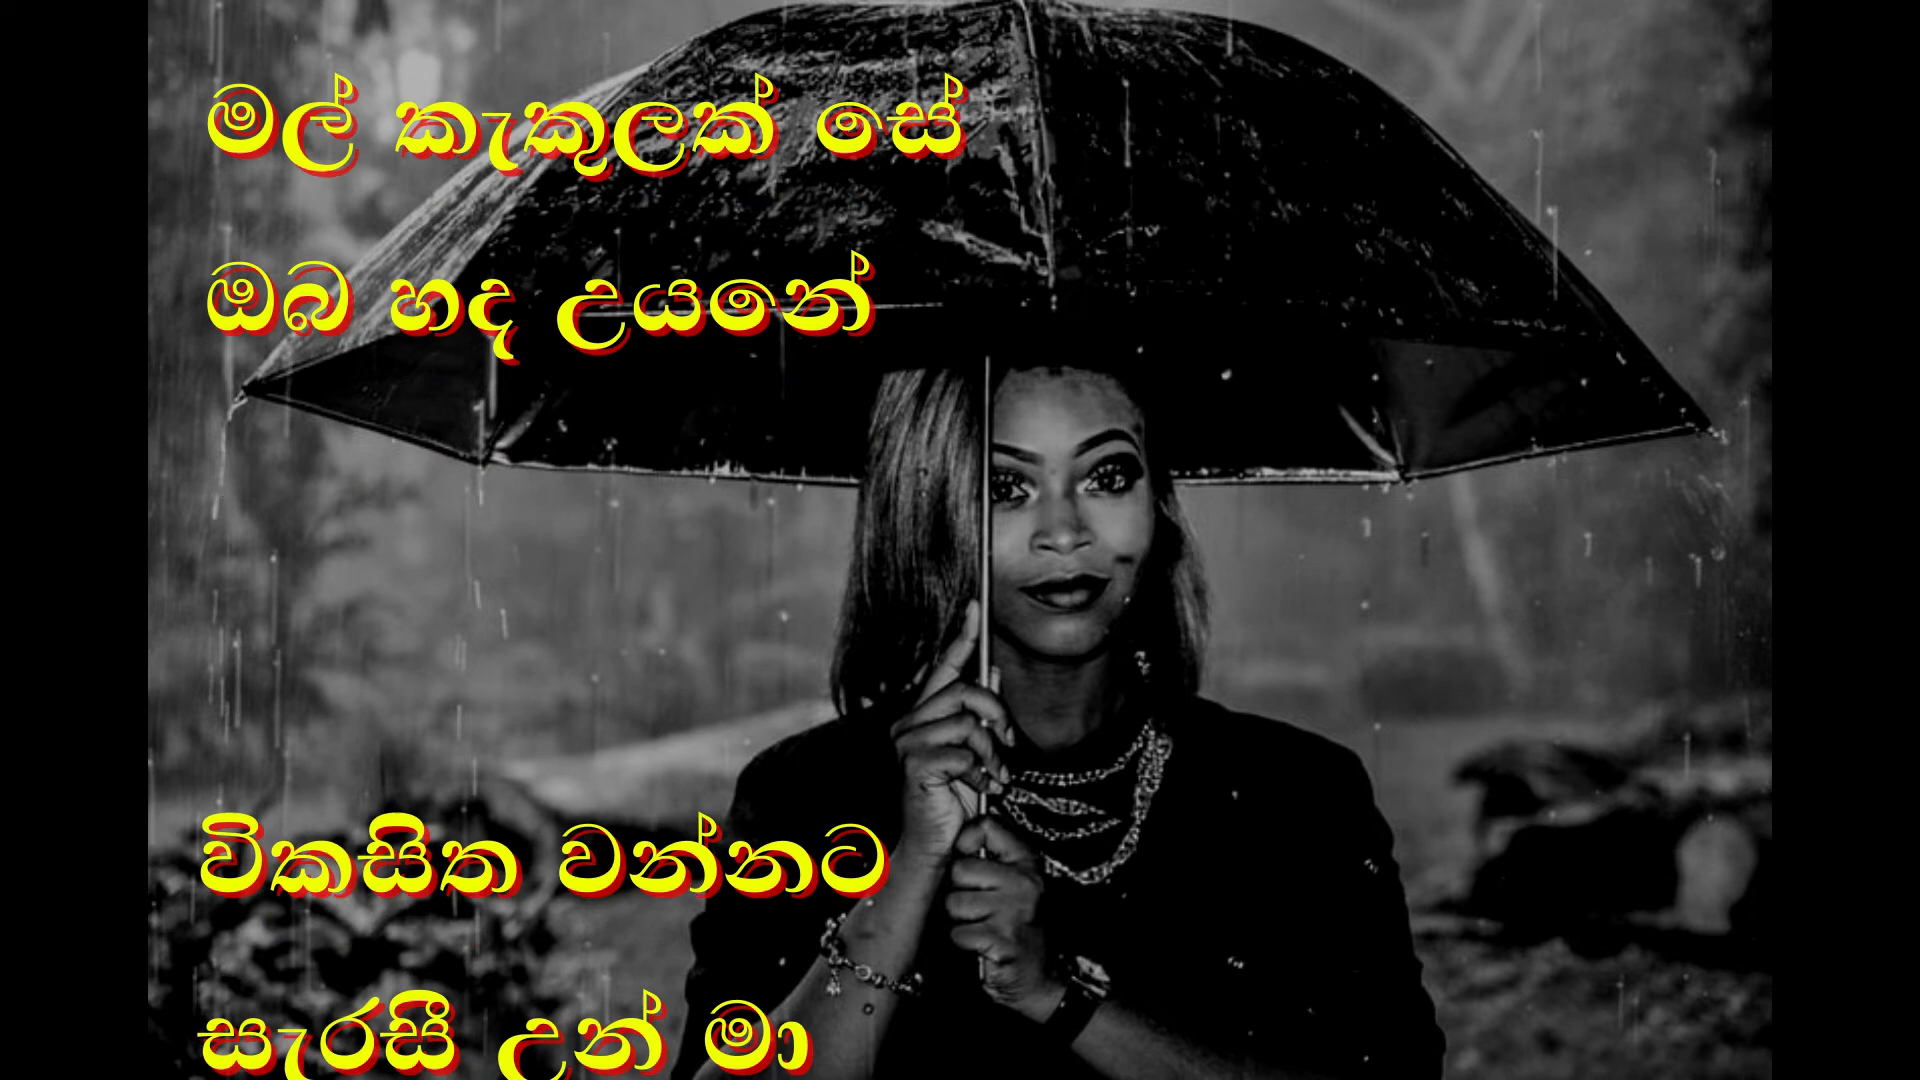 මල් කැකුලක් සේ
ඔබ හද උයනේ
විකසිත වන්නට
සැරසී උන් මා